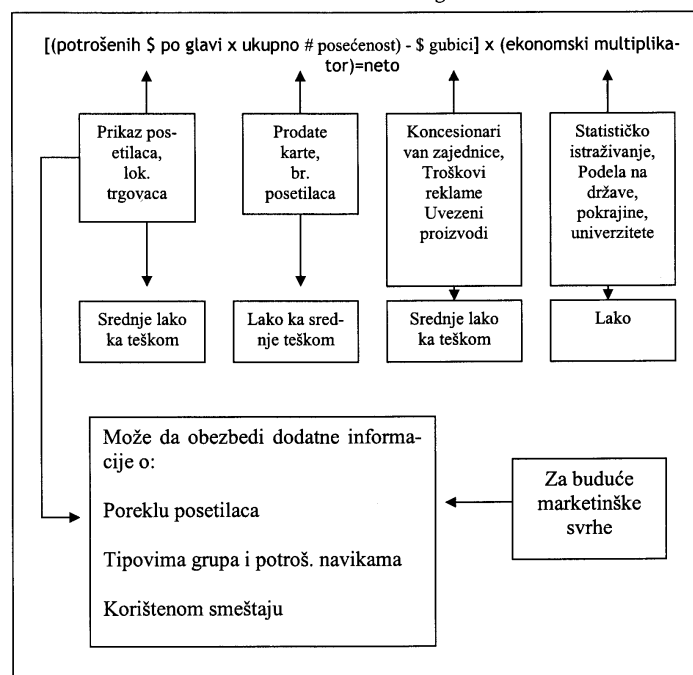 [(potrošenih $ po glavi x ukupno # posećenost) - $ gubici] x (ekonomski multiplika-
tor)=neto
Prikaz pos-
etilaca,
lok.
trgovaca
Prodate
karte,
br.
posetilaca
Koncesionari
van zajednice,
Troškovi
reklame
Uvezeni
proizvodi
Statističko
istraživanje,
Podela na
države,
pokrajine,
univerzitete
Srednje lako
ka teškom
Lako ka sred-
nje teškom
Srednje lako
ka teškom
Lako
Može da obezbedi dodatne informa-
cije o:
Poreklu posetilaca
Tipovima grupa i potroš. navikama
Korištenom smeštaju
Za buduće
marketinške
svrhe